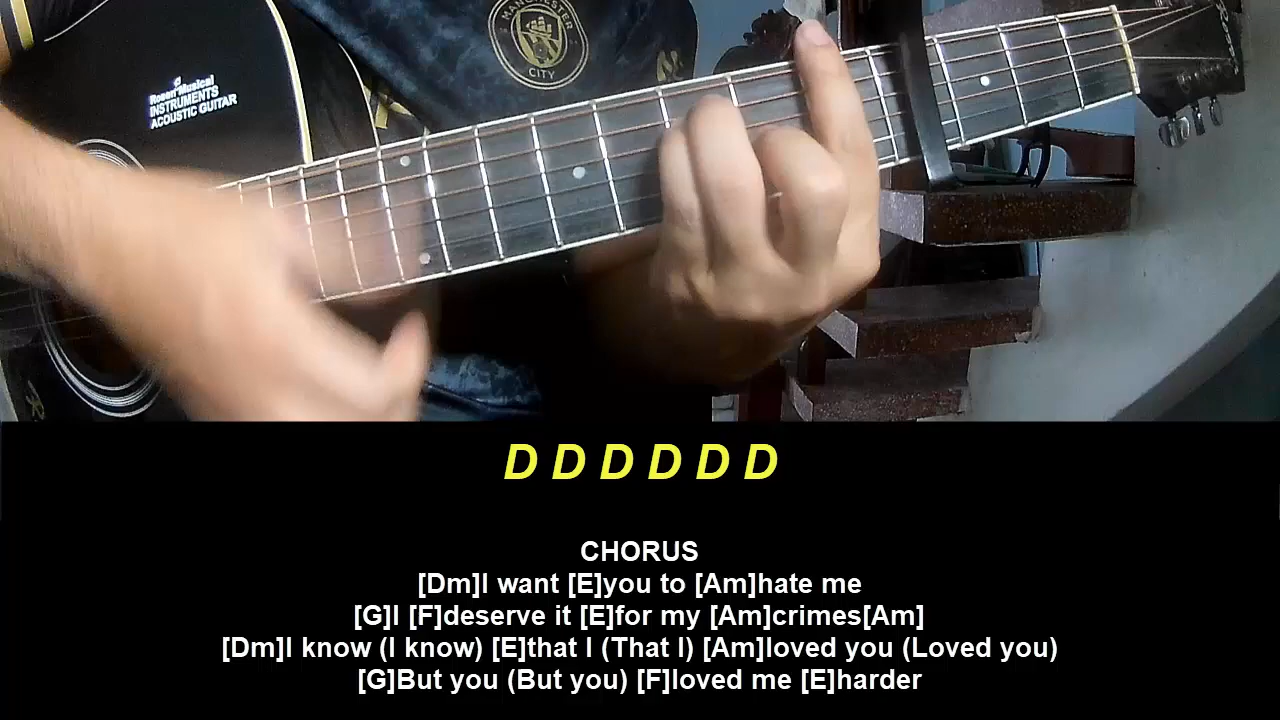 MANCHESTER
CITY
Rosen Musical
INSTRUMENTS
ACOUSTIC GUITAR
D D D D D D
CHORUS
[Dm]I want [E]you to [Am]hate me
[G]I [F]deserve it [E]for my [Am]crimes[Am]
[Dm]I know (I know) [E]that I (That I) [Am]loved you (Loved you)
[G]But you (But you) [F]loved me [E]harder